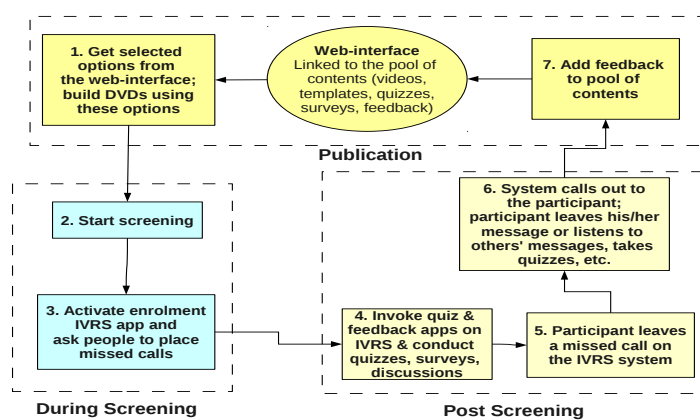 1. Get selected
options from
the web-interface;
build DVDs using
these options
Web-interface
Linked to the pool of
contents (videos,
templates, quizzes,
surveys, feedback)
7. Add feedback
to pool of
contents
Publication
2. Start screening
3. Activate enrolment
IVRS app and
ask people to place
missed calls
During Screening
4. Invoke quiz &
feedback apps on
IVRS & conduct
quizzes, surveys,
discussions
5. Participant leaves
a missed call on
the IVRS system
6. System calls out to
the participant;
participant leaves his/her
message or listens to
others' messages, takes
quizzes, etc.
Post Screening